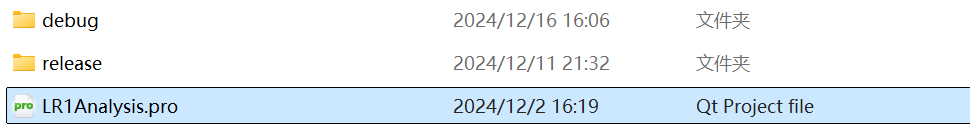 debug 2024/12/16 16:06 文件夹
release 2024/12/11 21:32 文件夹
pro LR1Analysis.pro 2024/12/2 16:19 Qt Project file